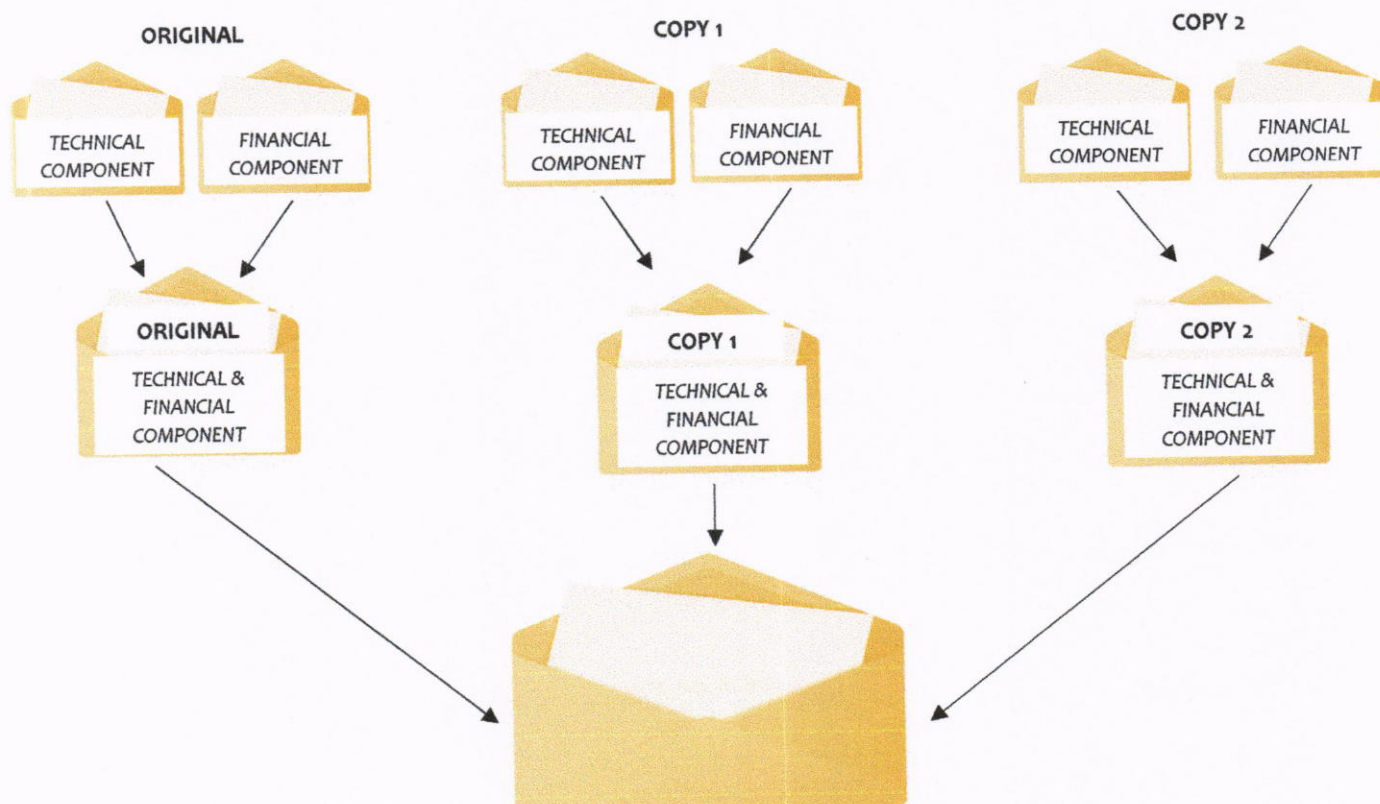 ORIGINAL
COPY 1
COPY 2
TECHNICAL
COMPONENT
FINANCIAL
COMPONENT
TECHNICAL
COMPONENT
FINANCIAL
COMPONENT
TECHNICAL
COMPONENT
FINANCIAL
COMPONENT
ORIGINAL
TECHNICAL &
FINANCIAL
COMPONENT
COPY 1
TECHNICAL &
FINANCIAL
COMPONENT
COPY 2
TECHNICAL &
FINANCIAL
COMPONENT